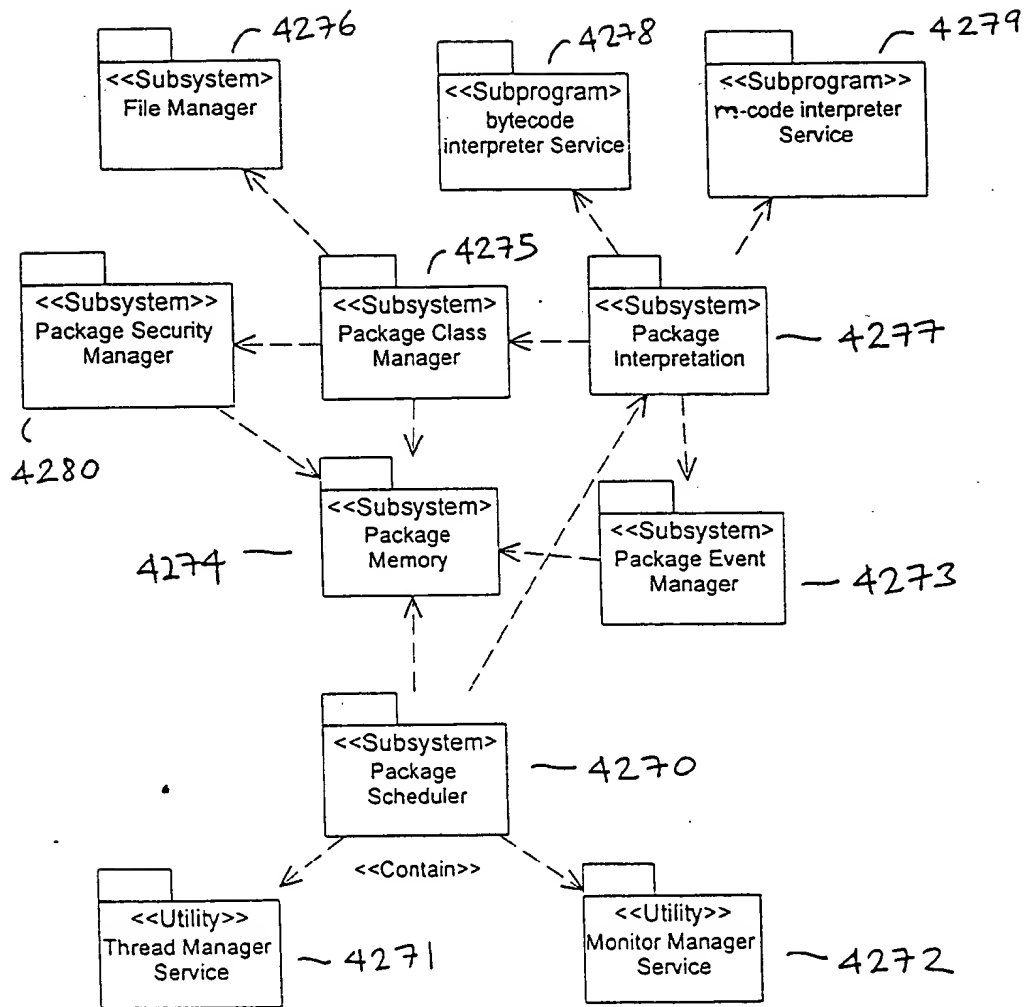 4276
4278
4279
<<Subsystem>
File Manager
<<Subprogram>
bytecode
interpreter Service
<<Subprogram>>
m-code interpreter
Service
4275
<<Subsystem>>
Package Security
Manager
<<Subsystem>
Package Class
Manager
<<Subsystem>
Package
Interpretation
4277
4280
<<Subsystem>
Package
Memory
4274
<<Subsystem>
Package Event
Manager
4273
<<Subsystem>
Package
Scheduler
4270
<<Contain>>
<<Utility>>
Thread Manager
Service
4271
<<Utility>>
Monitor Manager
Service
4272